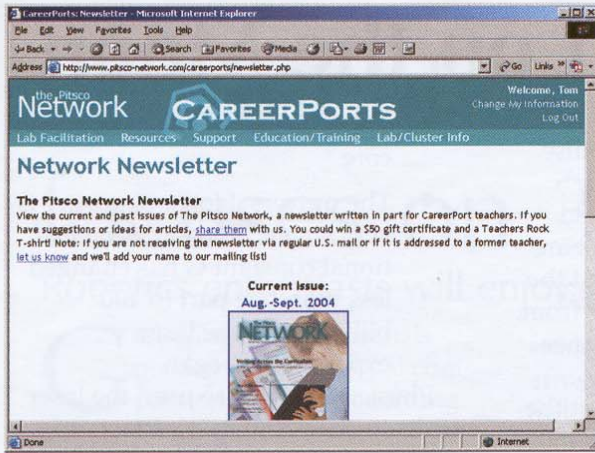 CareerPorts: Newsletter - Microsoft Internet Explorer
File Edit View Favorites Tools Help
Back Search Favorites Media
Address http://www.pitsco-network.com/careerports/newsletter.php Go Links
the Pitsco
Network CAREERPORTS
Welcome, Tom
Change My Information
Log Out
Lab Facilitation Resources Support Education/Training Lab/Cluster Info
Network Newsletter
The Pitsco Network Newsletter
View the current and past issues of The Pitsco Network, a newsletter written in part for CareerPort teachers. If you
have suggestions or ideas for articles, share them with us. You could win a $50 gift certificate and a Teachers Rock
T-shirt! Note: If you are not receiving the newsletter via regular U.S. mail or if it is addressed to a former teacher,
let us know and we'll add your name to our mailing list!
Current Issue:
Aug.-Sept. 2004
NETWORK
Writing Across the Curriculum
Done Internet